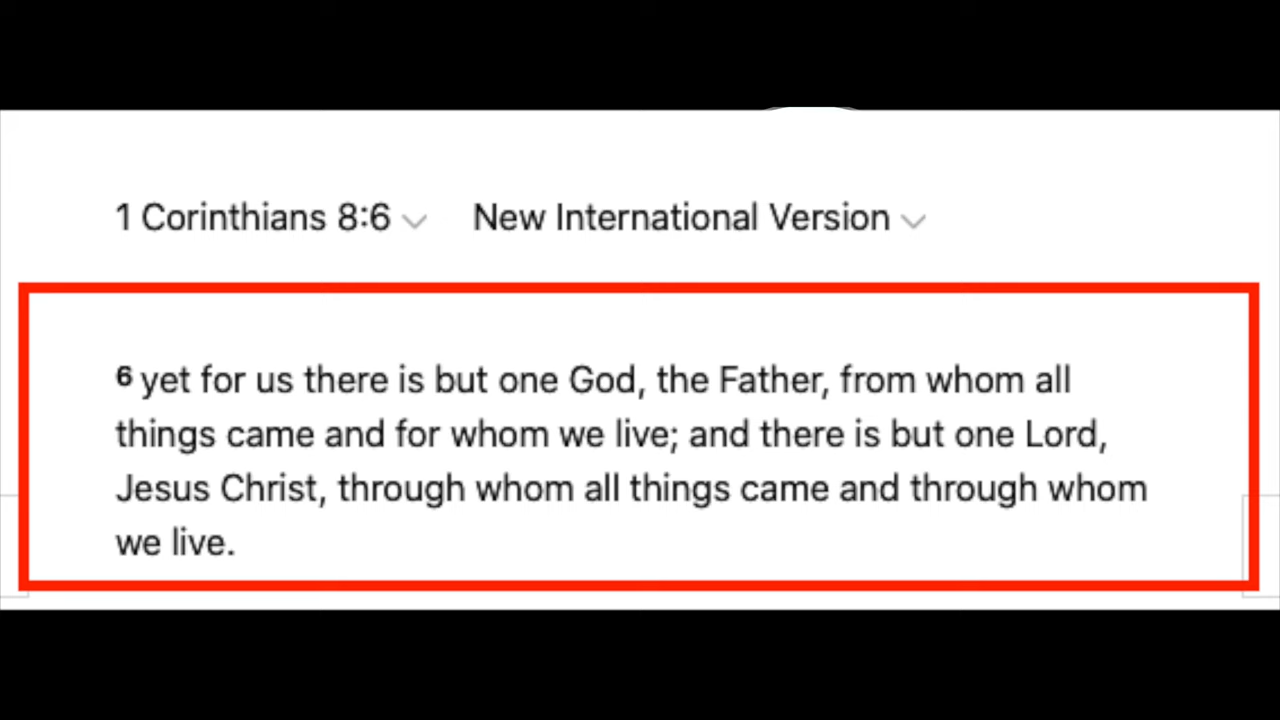 1 Corinthians 8:6 New International Version
6 yet for us there is but one God, the Father, from whom all
things came and for whom we live; and there is but one Lord,
Jesus Christ, through whom all things came and through whom
we live.